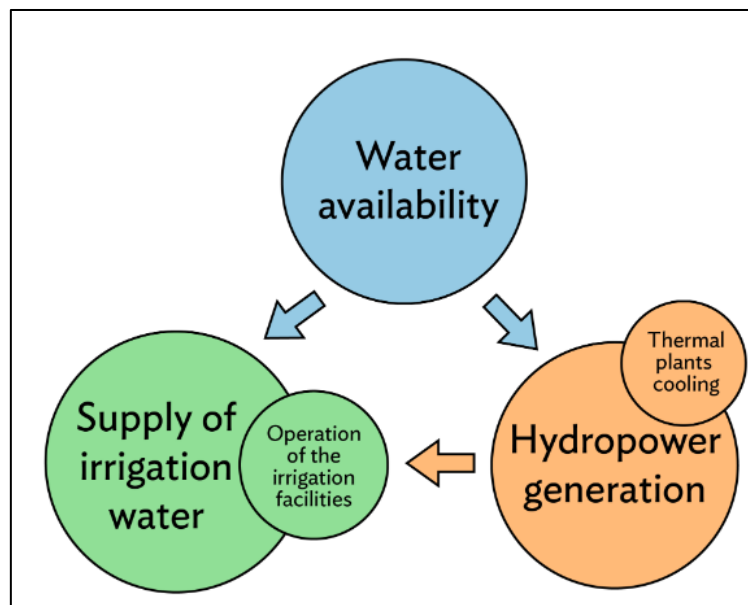 Water
availability
Thermal
plants
cooling
Supply of
irrigation
water
Operation
of the
irrigation
facilities
Hydropower
generation